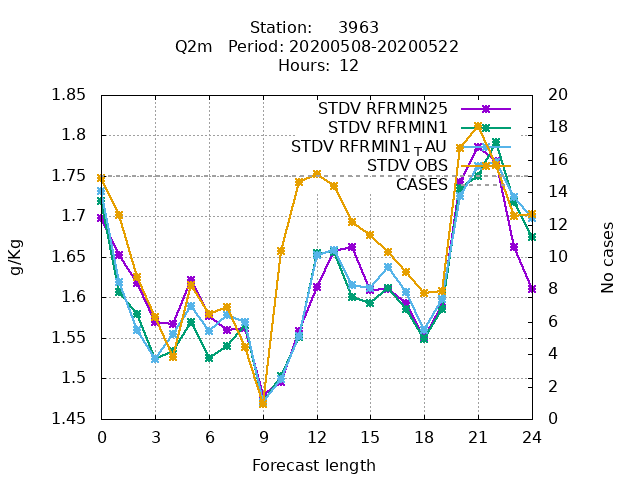 Station: 3963
Q2m Period: 20200508-20200522
Hours: 12
STDV RFRMIN25
STDV RFRMIN1
STDV RFRMIN1TAU
STDV OBS
CASES
g/Kg
1.85
1.8
1.75
1.7
1.65
1.6
1.55
1.5
1.45
No cases
20
18
16
14
12
10
8
6
4
2
0
0 3 6 9 12 15 18 21 24
Forecast length